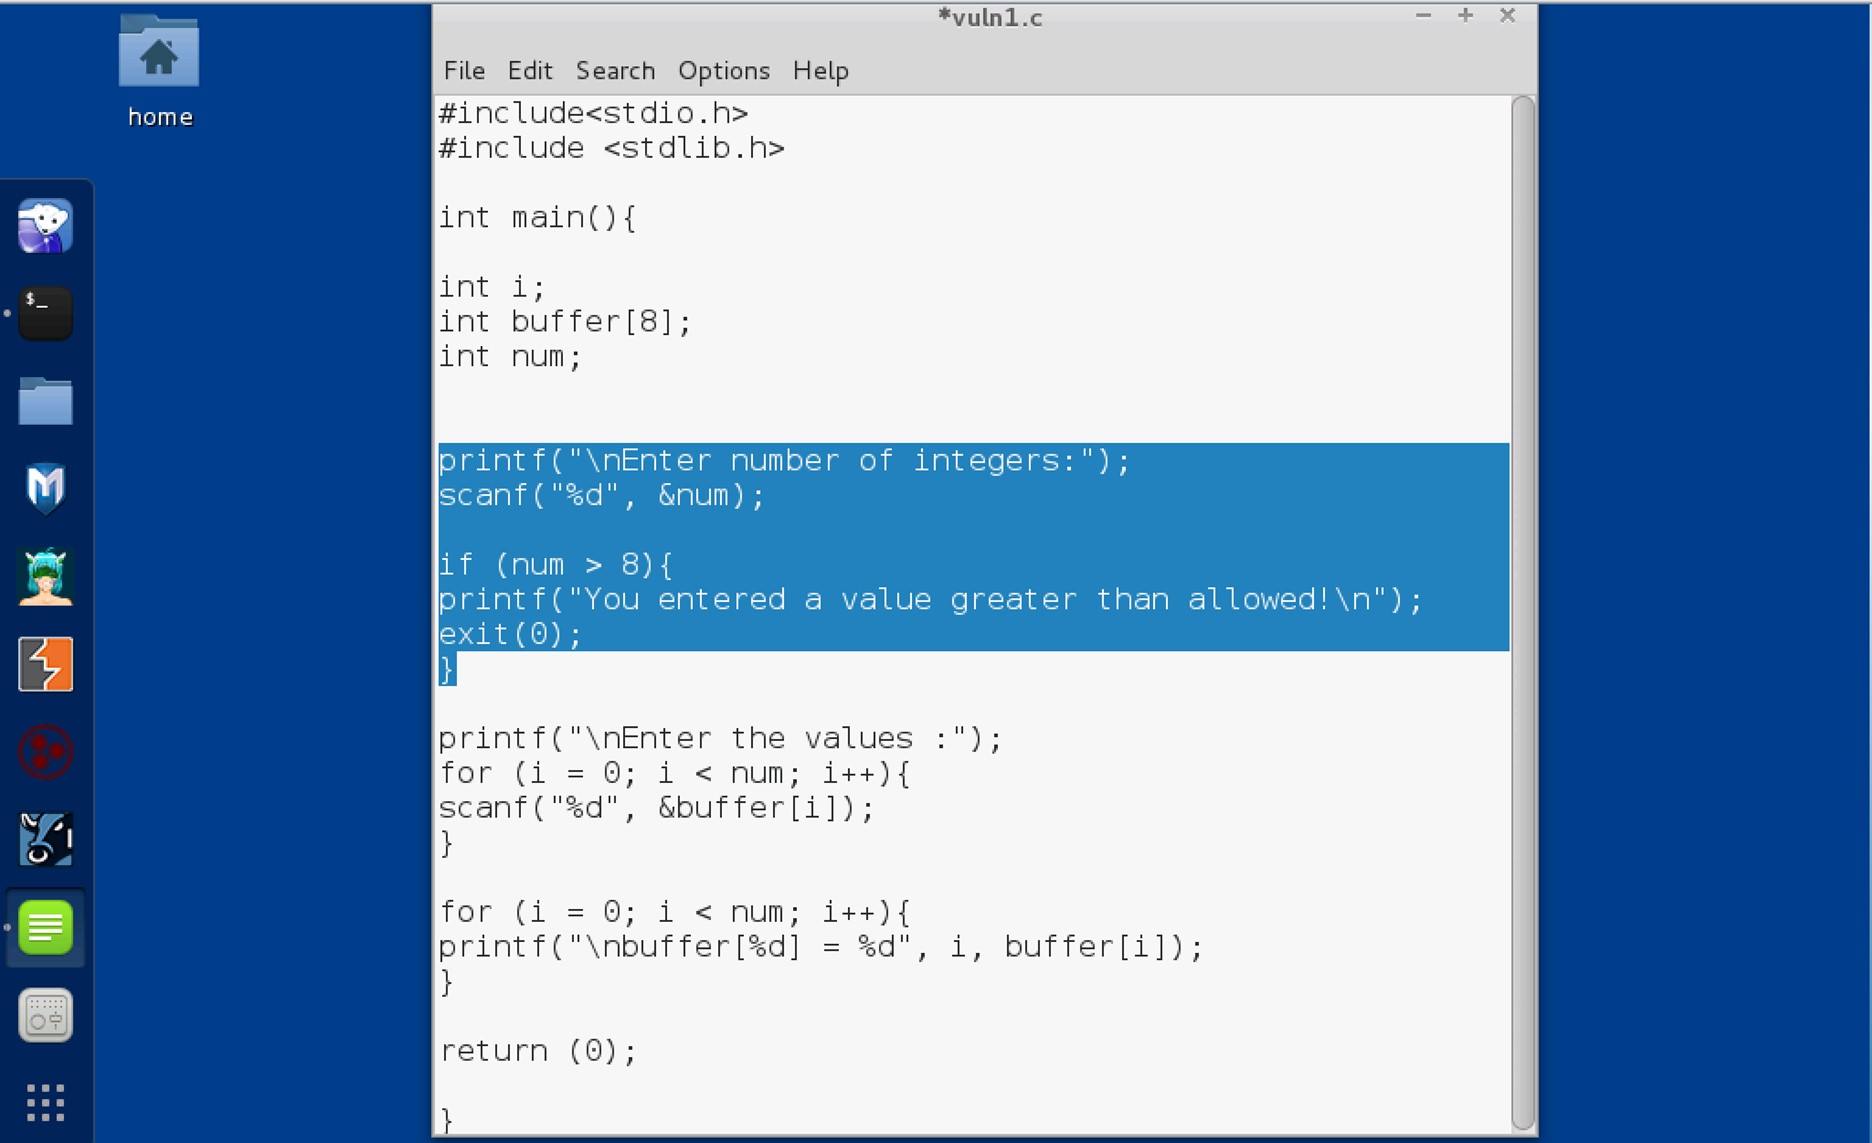 *vuln1.c
home
File Edit Search Options Help
#include<stdio.h>
#include <stdlib.h>
int main(){
int i;
int buffer[8];
int num;
printf("\nEnter number of integers:");
scanf("%d", &num);
if (num > 8){
printf("You entered a value greater than allowed!\n");
exit(0);
}
printf("\nEnter the values :");
for (i = 0; i < num; i++){
scanf("%d", &buffer[i]);
}
for (i = 0; i < num; i++){
printf("\nbuffer[%d] = %d", i, buffer[i]);
}
return (0);
}
$_